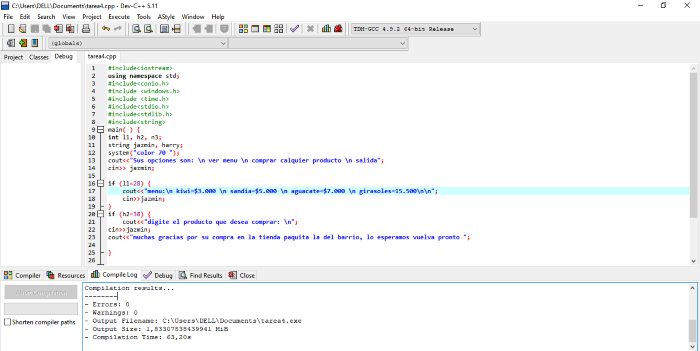 C:\Users\DELL\Documents\tarea4.cpp - Dev-C++ 5.11
File Edit Search View Project Execute Tools AStyle Window Help
TDM-GCC 4.9.2 64-bit Release
(globals)
Project Classes Debug tarea4.cpp
1 #include<iostream>
2 using namespace std;
3 #include<conio.h>
4 #include <windows.h>
5 #include <time.h>
6 #include<stdio.h>
7 #include<stdlib.h>
8 #include<string>
9 main( ) {
10 int l1, h2, n3;
11 string jazmin, harry;
12 system("color 70 ");
13 cout<<"Sus opciones son: \n ver menu \n comprar calquier producto \n salida";
14 cin>> jazmin;
15
16 if (l1=28) {
17 cout<<"menu:\n kiwi=$3.000 \n sandia=$5.000 \n aguacate=$7.000 \n girasoles=15.500\n\n";
18 cin>>jazmin;
19 }
20 if (h2=38) {
21 cout<<"digite el producto que desea comprar: \n";
22 cin>>jazmin;
23 cout<<"muchas gracias por su compra en la tienda paquita la del barrio, lo esperamos vuelva pronto ";
24
25 }
26
Compiler Resources Compile Log Debug Find Results Close
Abort Compilation
Shorten compiler paths
Compilation results...
--------
- Errors: 0
- Warnings: 0
- Output Filename: C:\Users\DELL\Documents\tarea4.exe
- Output Size: 1,83307838439941 MiB
- Compilation Time: 63,20s